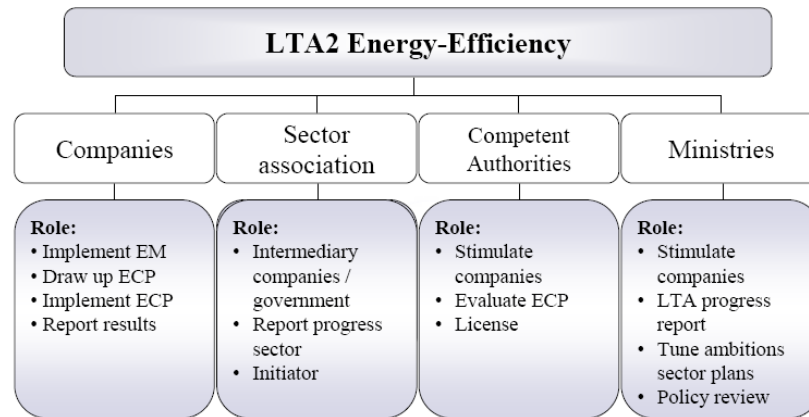 LTA2 Energy-Efficiency
Companies
Sector
association
Competent
Authorities
Ministries
Role:
• Implement EM
• Draw up ECP
• Implement ECP
• Report results
Role:
• Intermediary
companies /
government
• Report progress
sector
• Initiator
Role:
• Stimulate
companies
• Evaluate ECP
• License
Role:
• Stimulate
companies
• LTA progress
report
• Tune ambitions
sector plans
• Policy review